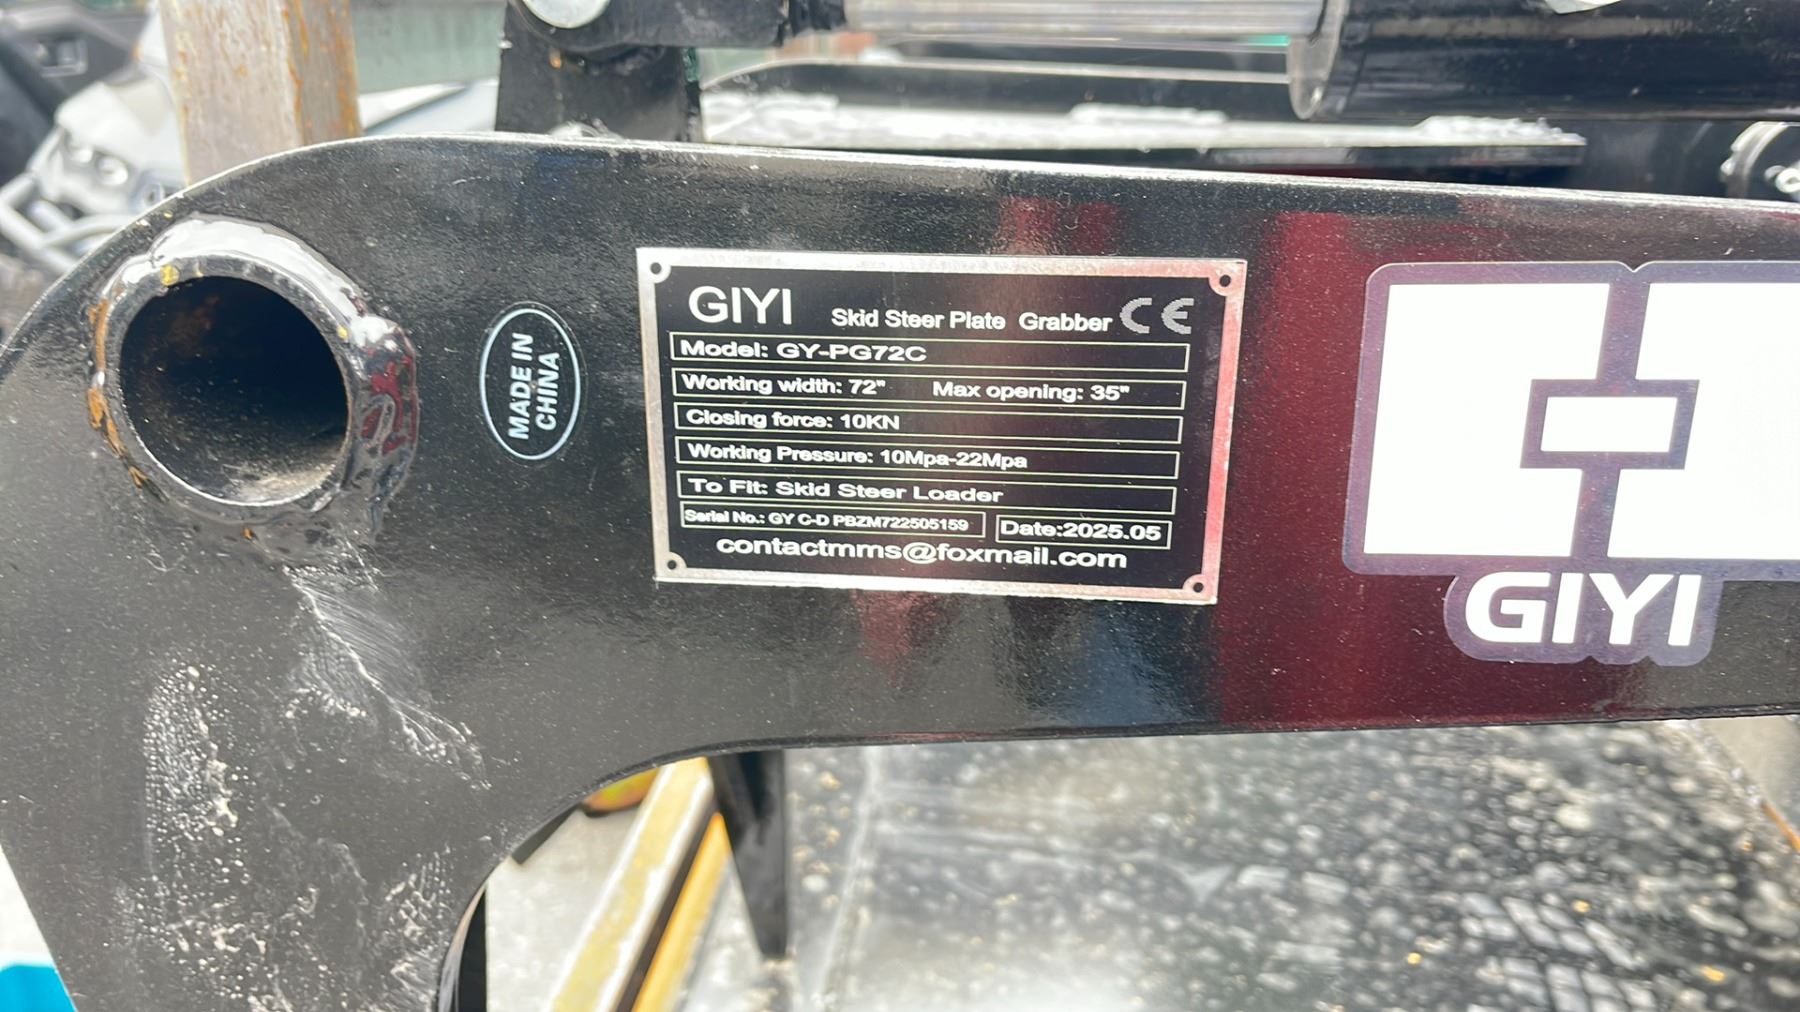 MADE IN
CHINA
GIYI Skid Steer Plate Grabber CE
Model: GY-PG72C
Working width: 72" Max opening: 35"
Closing force: 10KN
Working Pressure: 10Mpa-22Mpa
To Fit: Skid Steer Loader
Serial No.: GY C-D PBZM722505159 Date:2025.05
contactmms@foxmail.com
GIYI